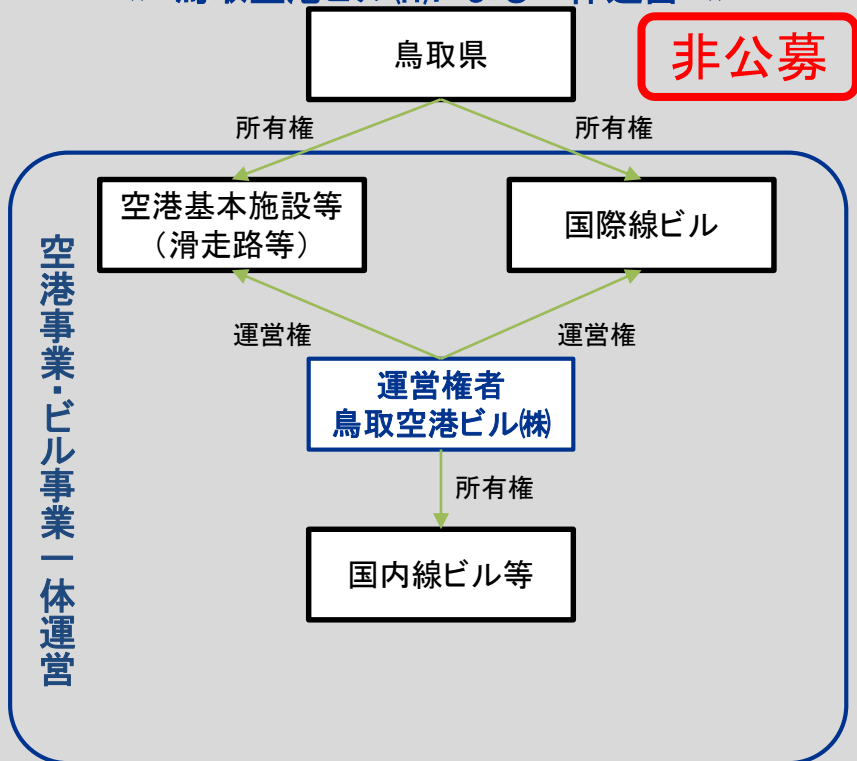 鳥取県
非公募
所有権
所有権
空港基本施設等
（滑走路等）
国際線ビル
空港事業・ビル事業一体運営
運営権
運営権
運営権者
鳥取空港ビル㈱
所有権
国内線ビル等